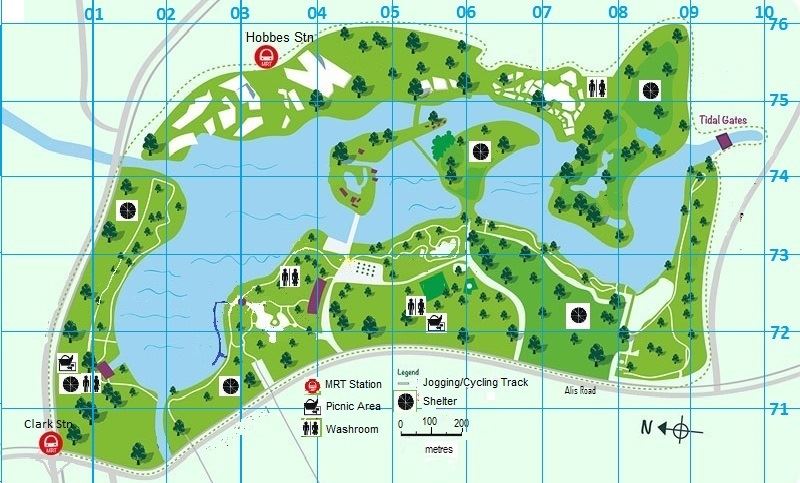 01 02 03 04 05 06 07 08 09 10
76
Hobbes Stn
MRT
75
Tidal Gates
74
73
72
Legend
MRT Station
Jogging/Cycling Track
Alis Road
Picnic Area
Shelter
71
Clark Stn
MRT
Washroom
0 100 200
metres
N